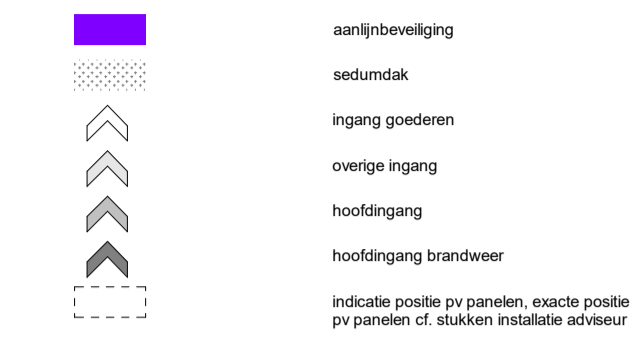 aanlijnbeveiliging
sedumdak
ingang goederen
overige ingang
hoofdingang
hoofdingang brandweer
indicatie positie pv panelen, exacte positie
pv panelen cf. stukken installatie adviseur